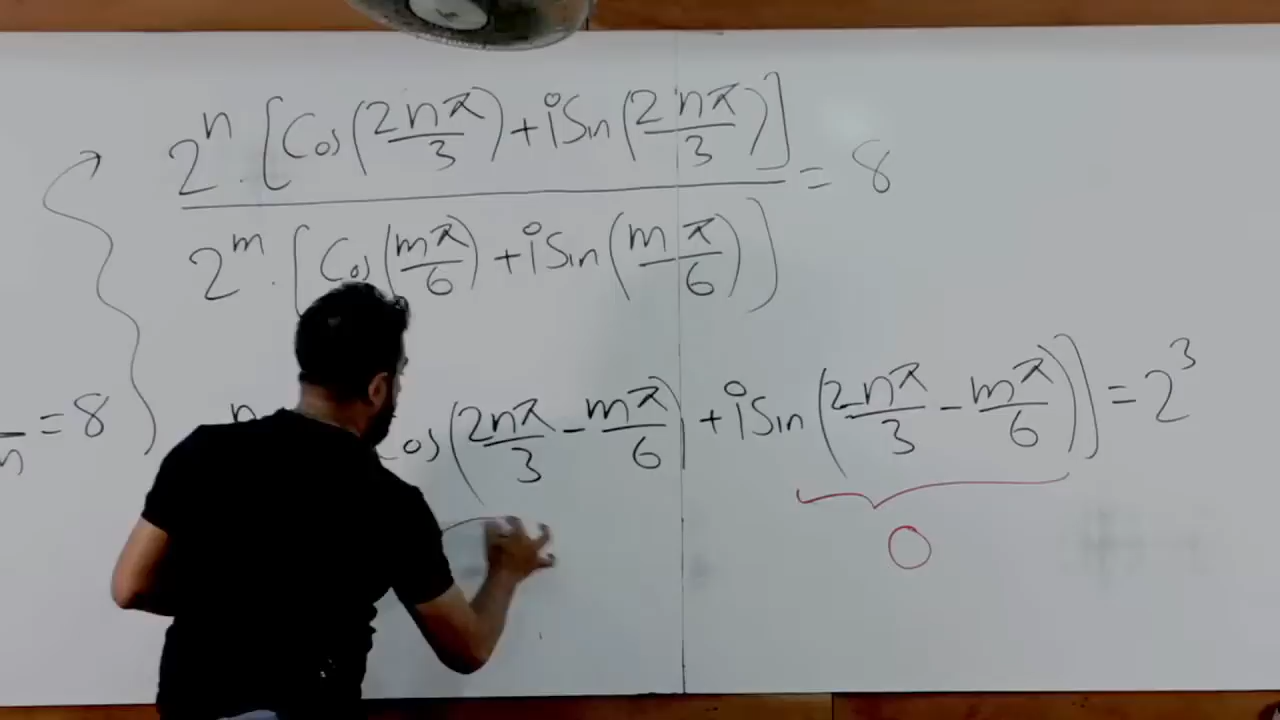 2^n . [Cos(2nπ/3) + i Sin(2nπ/3)]
/ = 8
2^m . [Cos(mπ/6) + i Sin(mπ/6)]
= 8
n Cos(2nπ/3 - mπ/6) + i Sin(2nπ/3 - mπ/6)] = 2^3
0